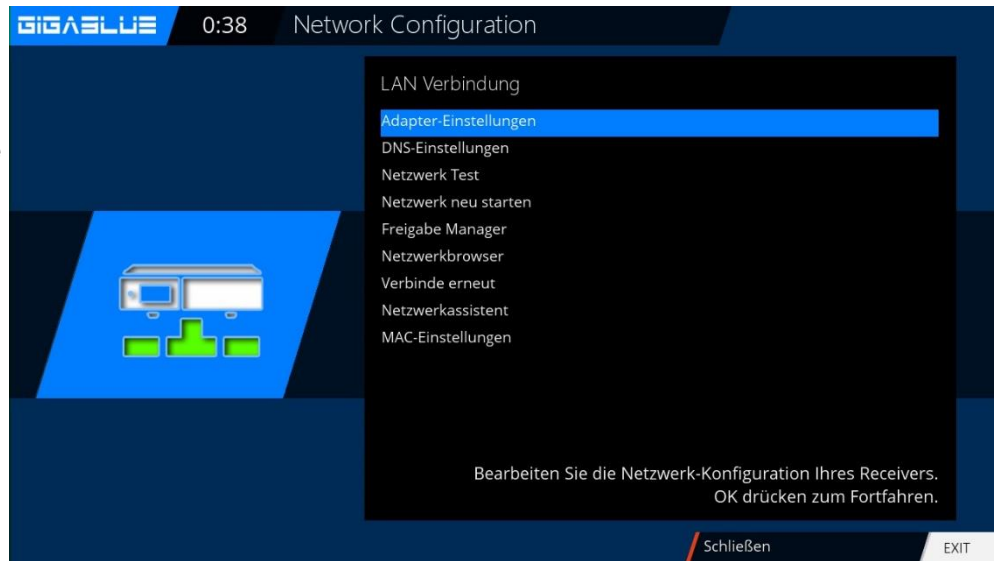 GIGABLUE 0:38 Network Configuration
LAN Verbindung
Adapter-Einstellungen
DNS-Einstellungen
Netzwerk Test
Netzwerk neu starten
Freigabe Manager
Netzwerkbrowser
Verbinde erneut
Netzwerkassistent
MAC-Einstellungen
Bearbeiten Sie die Netzwerk-Konfiguration Ihres Receivers.
OK drücken zum Fortfahren.
Schließen EXIT